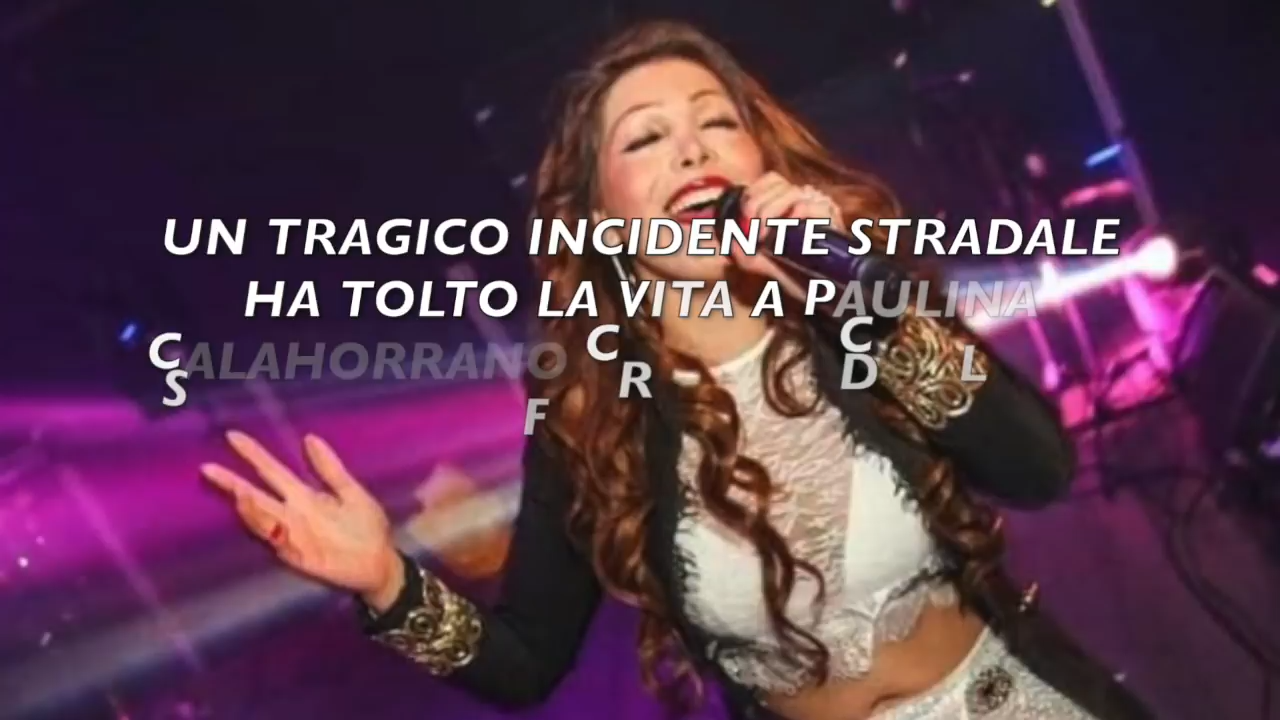 UN TRAGICO INCIDENTE STRADALE
HA TOLTO LA VITA A PAULINA
CALAHORRANO C C
S R D L
F